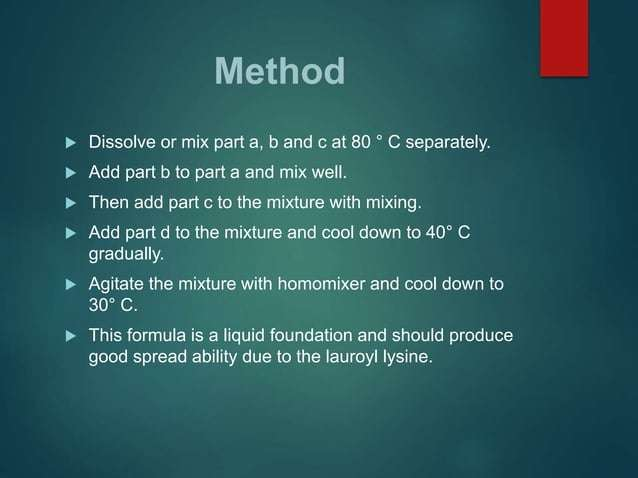 Method
Dissolve or mix part a, b and c at 80 ° C separately.
Add part b to part a and mix well.
Then add part c to the mixture with mixing.
Add part d to the mixture and cool down to 40° C
gradually.
Agitate the mixture with homomixer and cool down to
30° C.
This formula is a liquid foundation and should produce
good spread ability due to the lauroyl lysine.